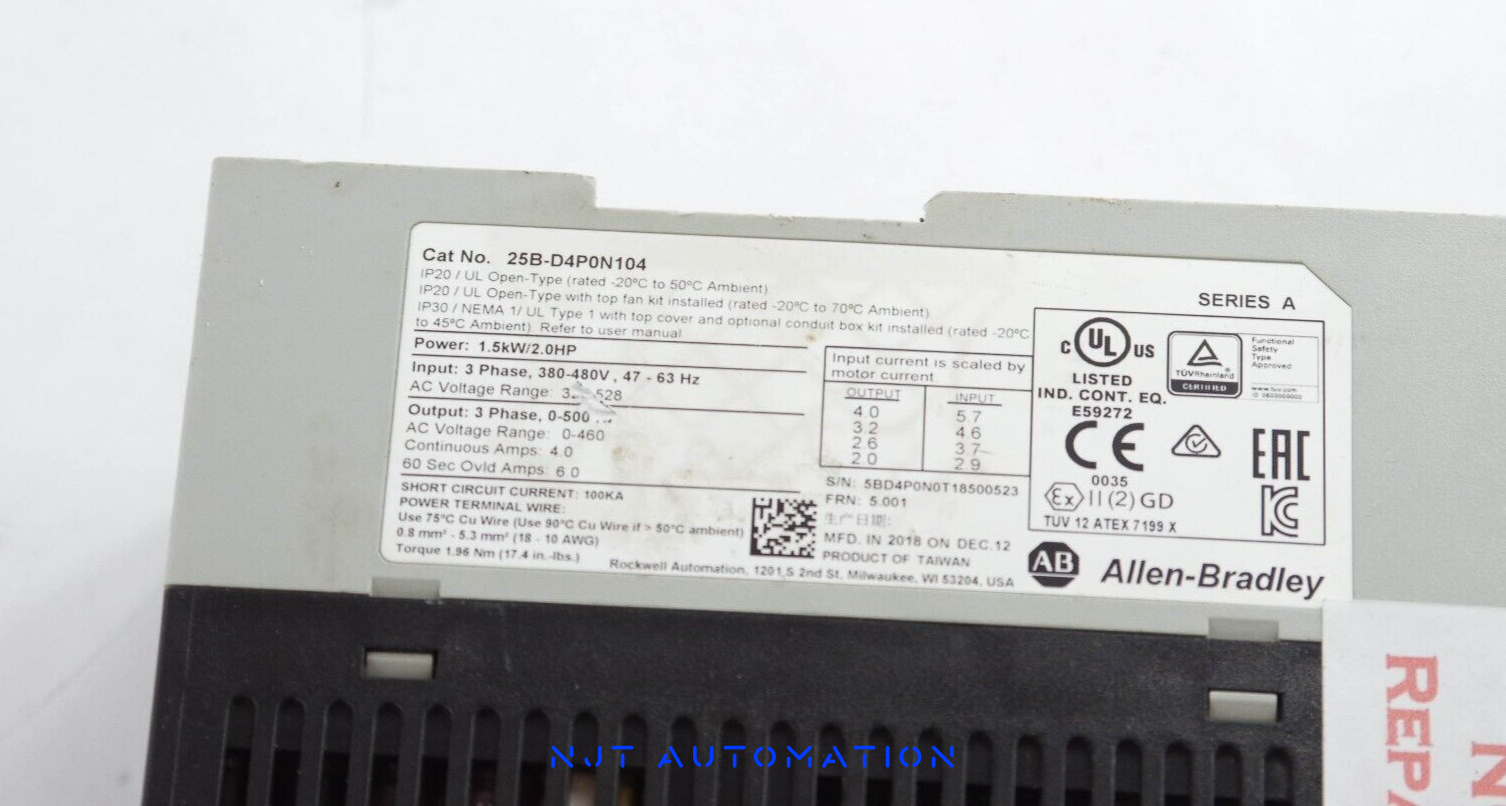 Cat No. 25B-D4P0N104
IP20 / UL Open-Type (rated -20°C to 50°C Ambient)
IP20 / UL Open-Type with top fan kit installed (rated -20°C to 70°C Ambient)
IP30 / NEMA 1/ UL Type 1 with top cover and optional conduit box kit installed (rated -20°C
to 45°C Ambient). Refer to user manual
SERIES A
Power: 1.5kW/2.0HP
Input: 3 Phase, 380-480V , 47 - 63 Hz
AC Voltage Range: 528
Output: 3 Phase, 0-500
AC Voltage Range: 0-460
Continuous Amps: 4.0
60 Sec Ovld Amps: 6.0
SHORT CIRCUIT CURRENT: 100KA
POWER TERMINAL WIRE:
Use 75°C Cu Wire (Use 90°C Cu Wire if > 50°C ambient)
0.8 mm² - 5.3 mm² (18 - 10 AWG)
Torque 1.96 Nm (17.4 in.-lbs.)
Input current is scaled by
motor current
OUTPUT INPUT
4.0 5.7
3.2 4.6
2.6 3.7
2.0 2.9
S/N: 5BD4P0N0T18500523
FRN: 5.001
生产日期:
MFD. IN 2018 ON DEC.12
PRODUCT OF TAIWAN
Rockwell Automation, 1201 S 2nd St, Milwaukee, WI 53204, USA
C UL US
LISTED
IND. CONT. EQ.
E59272
TÜVRheinland
CERTIFIED
Functional
Safety
Type
Approved
www.tuv.com
CE
0035
EAC
Ex II (2) GD
TUV 12 ATEX 7199 X
AB Allen-Bradley
REPA
N
NJT AUTOMATION